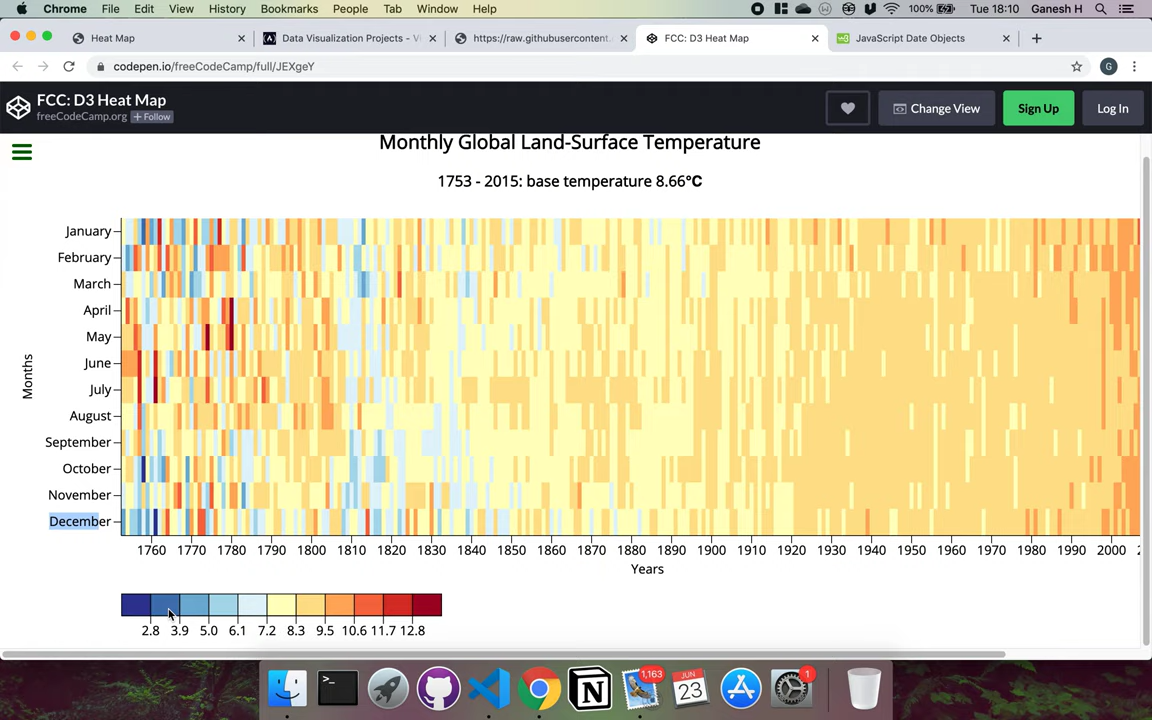 Chrome File Edit View History Bookmarks People Tab Window Help 100% Tue 18:10 Ganesh H
Heat Map
Data Visualization Projects - V
https://raw.githubusercontent.
FCC: D3 Heat Map
JavaScript Date Objects
codepen.io/freeCodeCamp/full/JEXgeY
G
FCC: D3 Heat Map
freeCodeCamp.org + Follow
Change View
Sign Up
Log In
Monthly Global Land-Surface Temperature
1753 - 2015: base temperature 8.66℃
January
February
March
April
May
June
July
August
September
October
November
December
Months
1760 1770 1780 1790 1800 1810 1820 1830 1840 1850 1860 1870 1880 1890 1900 1910 1920 1930 1940 1950 1960 1970 1980 1990 2000 2
Years
2.8 3.9 5.0 6.1 7.2 8.3 9.5 10.6 11.7 12.8
1,163
JUN
23
1